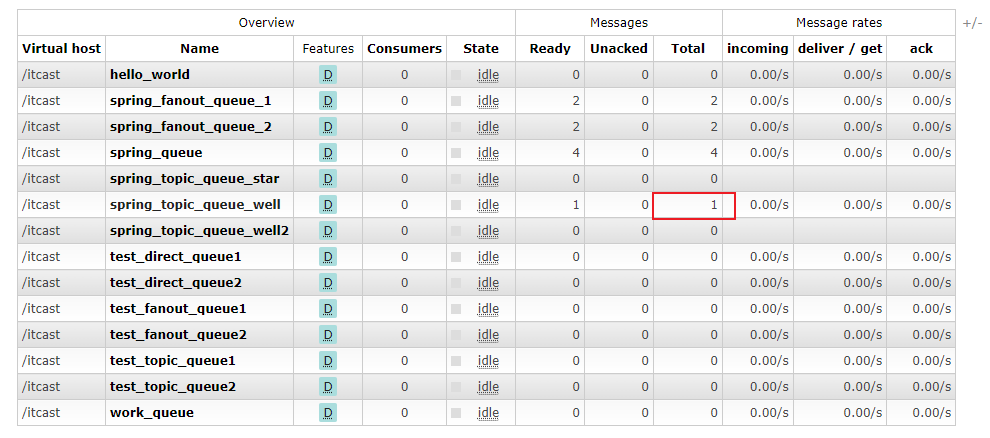 Overview Messages Message rates +/-
Virtual host Name Features Consumers State Ready Unacked Total incoming deliver / get ack
/itcast hello_world D 0 idle 0 0 0 0.00/s 0.00/s 0.00/s
/itcast spring_fanout_queue_1 D 0 idle 2 0 2 0.00/s 0.00/s 0.00/s
/itcast spring_fanout_queue_2 D 0 idle 2 0 2 0.00/s 0.00/s 0.00/s
/itcast spring_queue D 0 idle 4 0 4 0.00/s 0.00/s 0.00/s
/itcast spring_topic_queue_star D 0 idle 0 0 0
/itcast spring_topic_queue_well D 0 idle 1 0 1 0.00/s 0.00/s 0.00/s
/itcast spring_topic_queue_well2 D 0 idle 0 0 0
/itcast test_direct_queue1 D 0 idle 0 0 0 0.00/s 0.00/s 0.00/s
/itcast test_direct_queue2 D 0 idle 0 0 0 0.00/s 0.00/s 0.00/s
/itcast test_fanout_queue1 D 0 idle 0 0 0 0.00/s 0.00/s 0.00/s
/itcast test_fanout_queue2 D 0 idle 0 0 0 0.00/s 0.00/s 0.00/s
/itcast test_topic_queue1 D 0 idle 0 0 0 0.00/s 0.00/s 0.00/s
/itcast test_topic_queue2 D 0 idle 0 0 0 0.00/s 0.00/s 0.00/s
/itcast work_queue D 0 idle 0 0 0 0.00/s 0.00/s 0.00/s